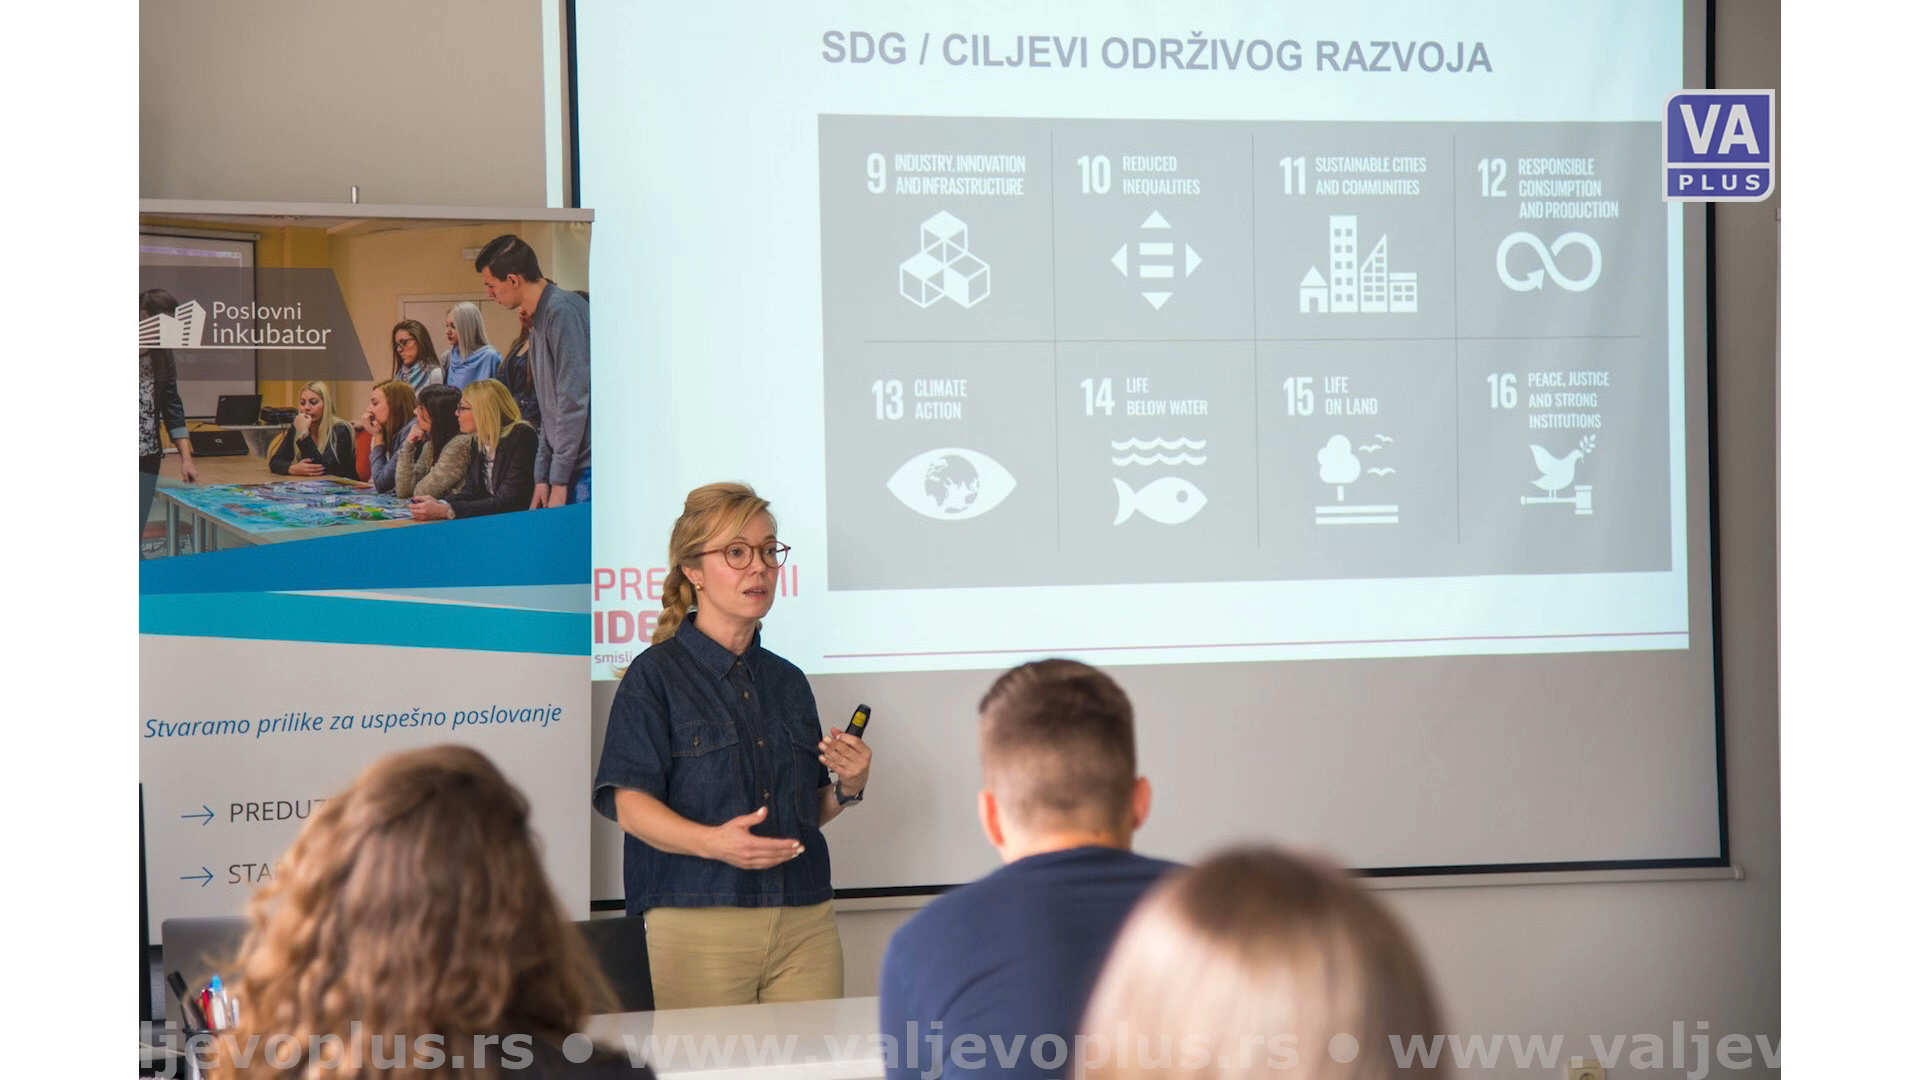 SDG / CILJEVI ODRŽIVOG RAZVOJA
9 INDUSTRY, INNOVATION
AND INFRASTRUCTURE
10 REDUCED
INEQUALITIES
11 SUSTAINABLE CITIES
AND COMMUNITIES
12 RESPONSIBLE
CONSUMPTION
AND PRODUCTION
13 CLIMATE
ACTION
14 LIFE
BELOW WATER
15 LIFE
ON LAND
16 PEACE, JUSTICE
AND STRONG
INSTITUTIONS
VA
PLUS
Poslovni
inkubator
smisli
Stvaramo prilike za uspešno poslovanje
ljevoplus.rs • www.valjevoplus.rs • www.valjev